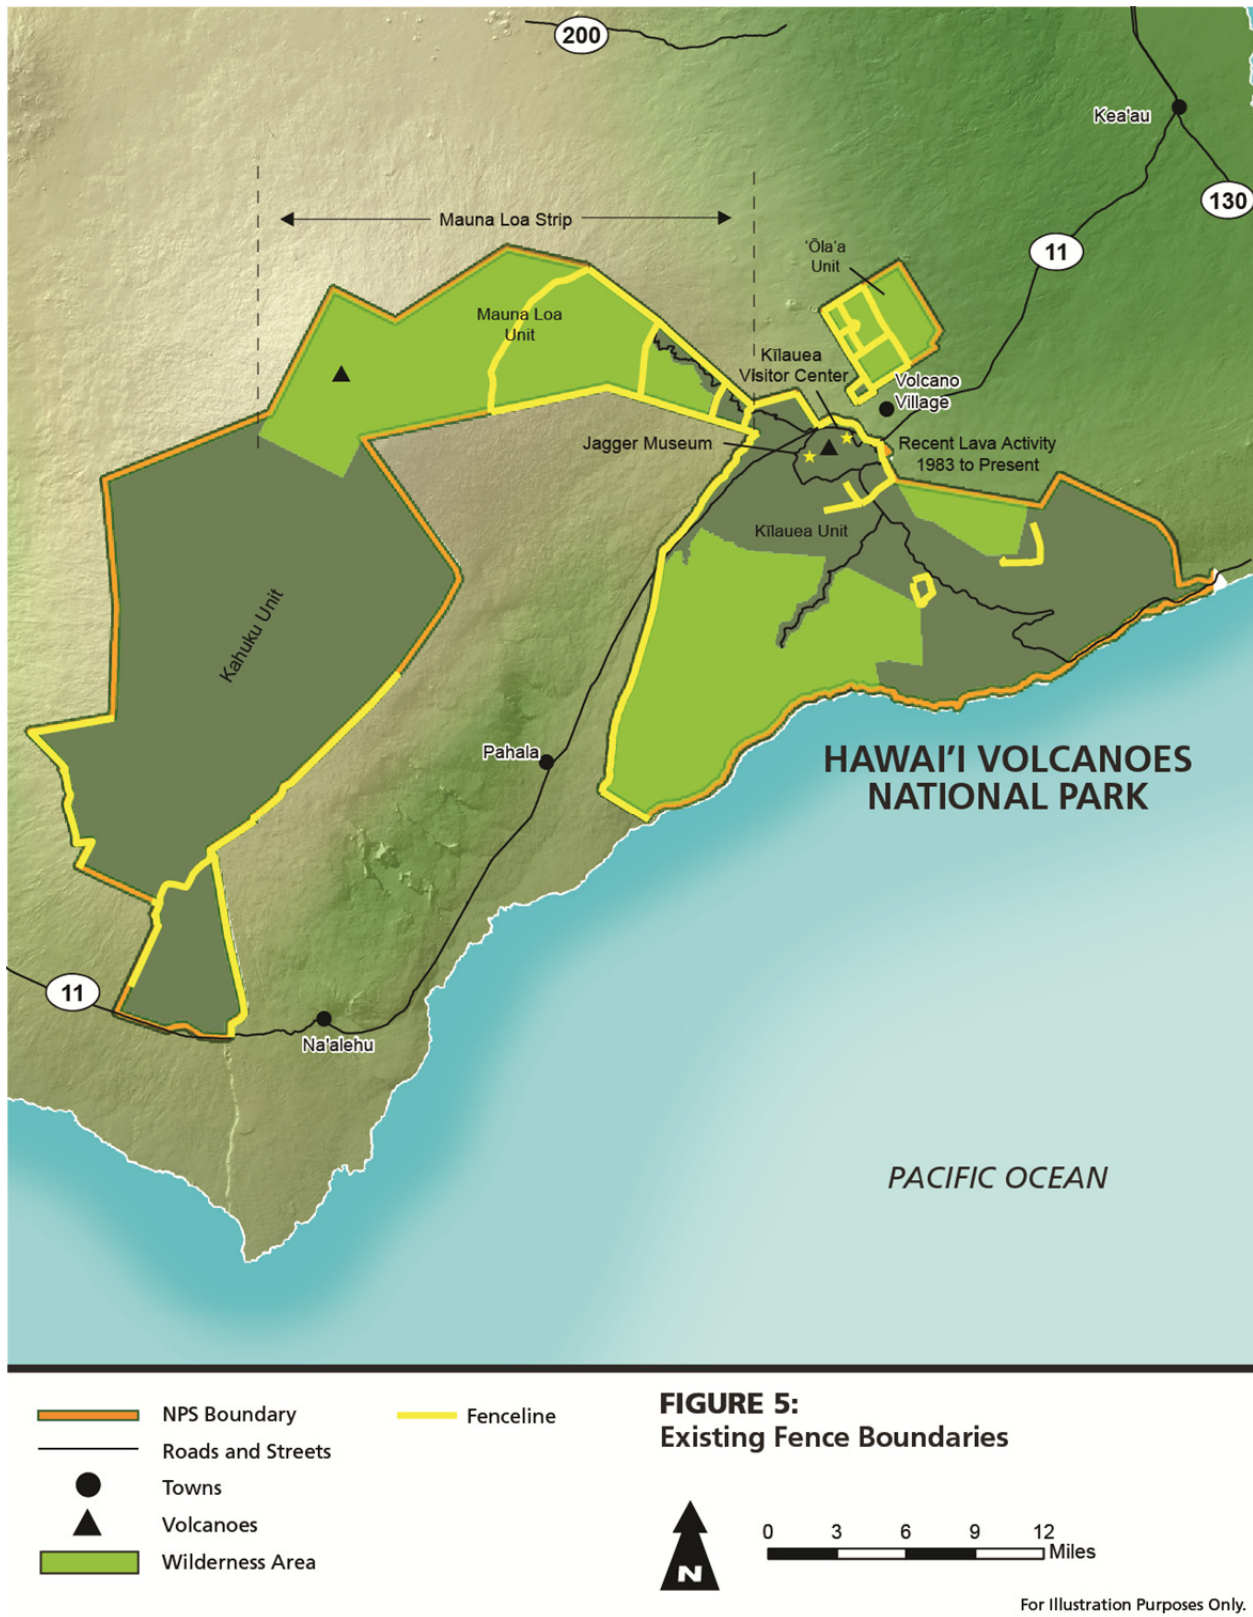 200
Kea'au
130
Mauna Loa Strip
11
'Ōla'a
Unit
Mauna Loa
Unit
Kīlauea
Visitor Center
Volcano
Village
Jagger Museum
Recent Lava Activity
1983 to Present
Kīlauea Unit
Kahuku Unit
Pahala
HAWAI'I VOLCANOES
NATIONAL PARK
11
Na'alehu
PACIFIC OCEAN
NPS Boundary
Roads and Streets
Towns
Volcanoes
Wilderness Area
Fenceline
FIGURE 5:
Existing Fence Boundaries
N
0 3 6 9 12
Miles
For Illustration Purposes Only.